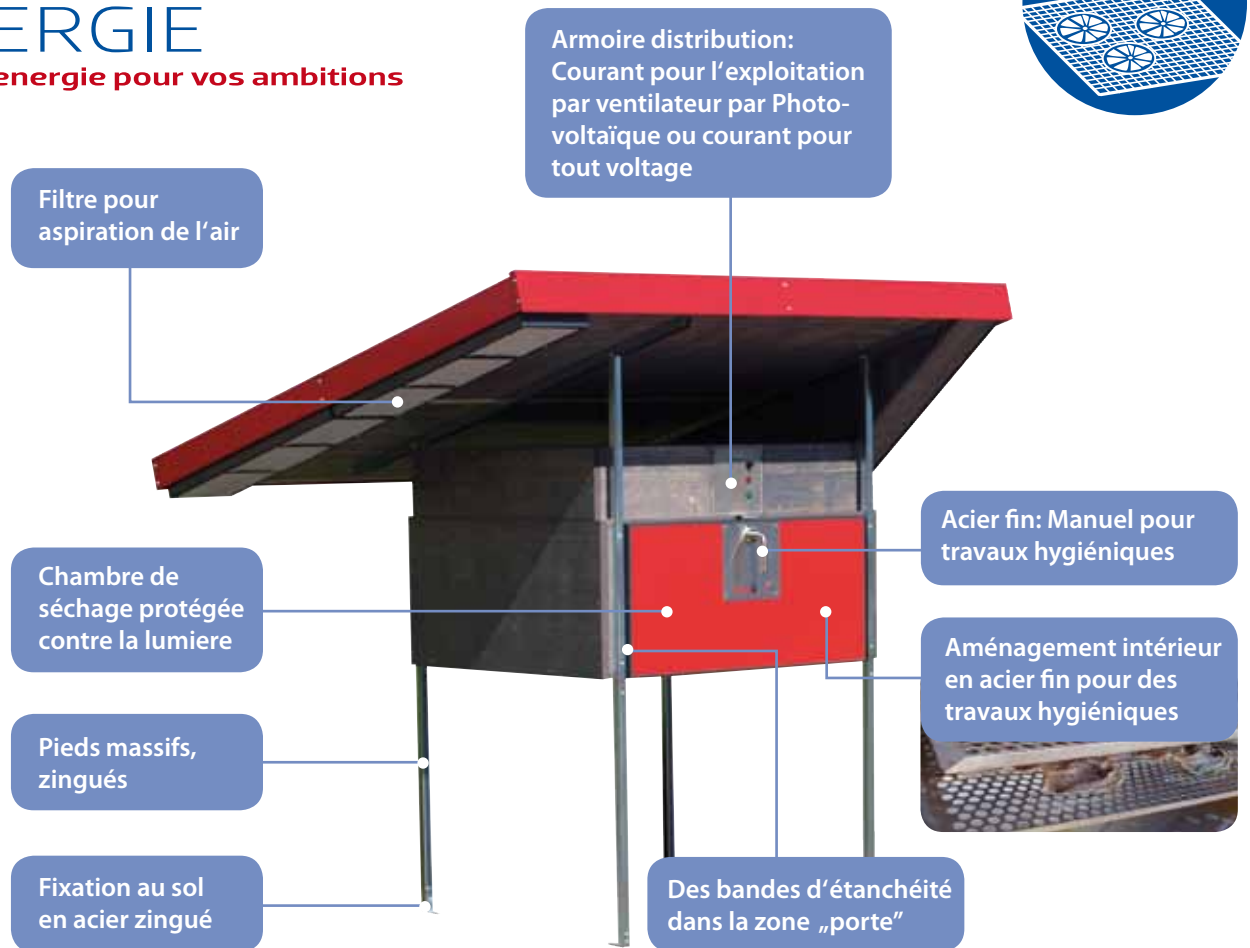 ERGIE
energie pour vos ambitions
Armoire distribution:
Courant pour l‘exploitation
par ventilateur par Photo-
voltaïque ou courant pour
tout voltage
Filtre pour
aspiration de l‘air
Acier fin: Manuel pour
travaux hygiéniques
Chambre de
séchage protégée
contre la lumiere
Aménagement intérieur
en acier fin pour des
travaux hygiéniques
Pieds massifs,
zingués
Fixation au sol
en acier zingué
Des bandes d‘étanchéité
dans la zone „porte”